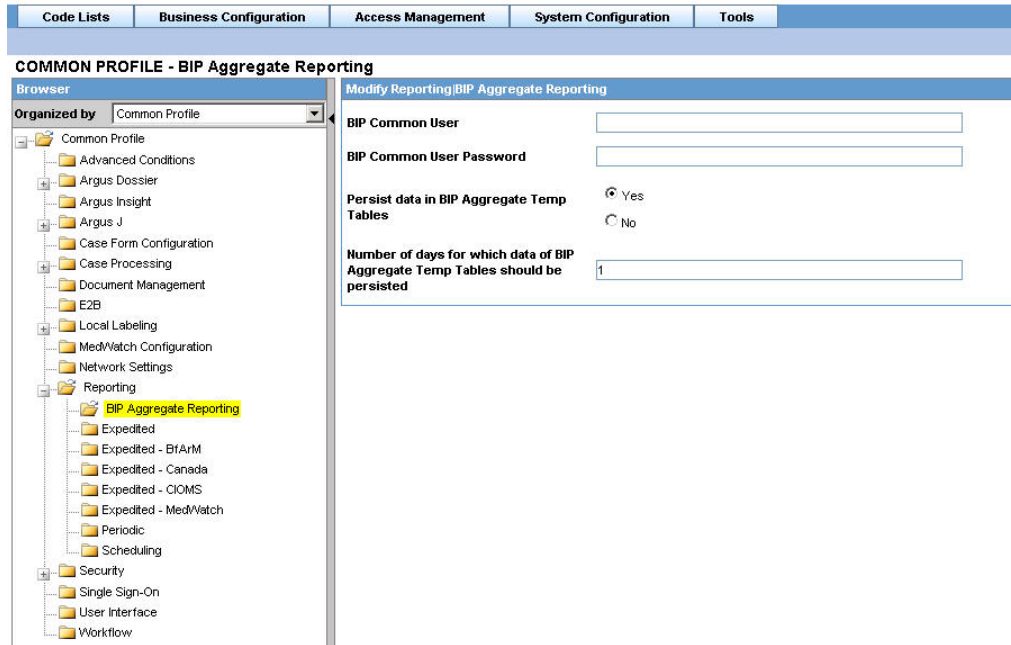 Code Lists
Business Configuration
Access Management
System Configuration
Tools
COMMON PROFILE - BIP Aggregate Reporting
Browser
Organized by
Common Profile
Common Profile
Advanced Conditions
Argus Dossier
Argus Insight
Argus J
Case Form Configuration
Case Processing
Document Management
E2B
Local Labeling
MedWatch Configuration
Network Settings
Reporting
BIP Aggregate Reporting
Expedited
Expedited - BfArM
Expedited - Canada
Expedited - CIOMS
Expedited - MedWatch
Periodic
Scheduling
Security
Single Sign-On
User Interface
Workflow
Modify Reporting|BIP Aggregate Reporting
BIP Common User
BIP Common User Password
Persist data in BIP Aggregate Temp
Tables
Yes
No
Number of days for which data of BIP
Aggregate Temp Tables should be
persisted
1